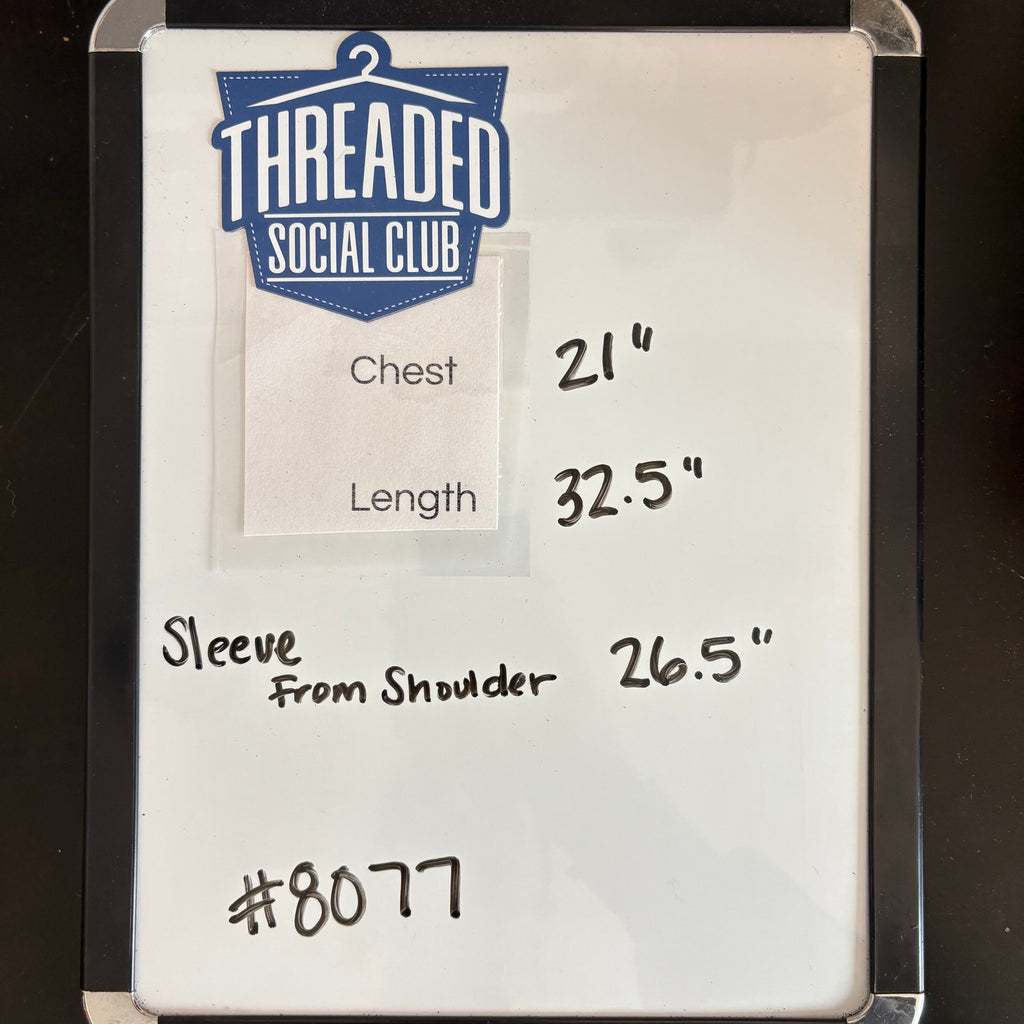 THREADED
SOCIAL CLUB
Chest 21"
Length 32.5"
Sleeve
From Shoulder 26.5"
#8077